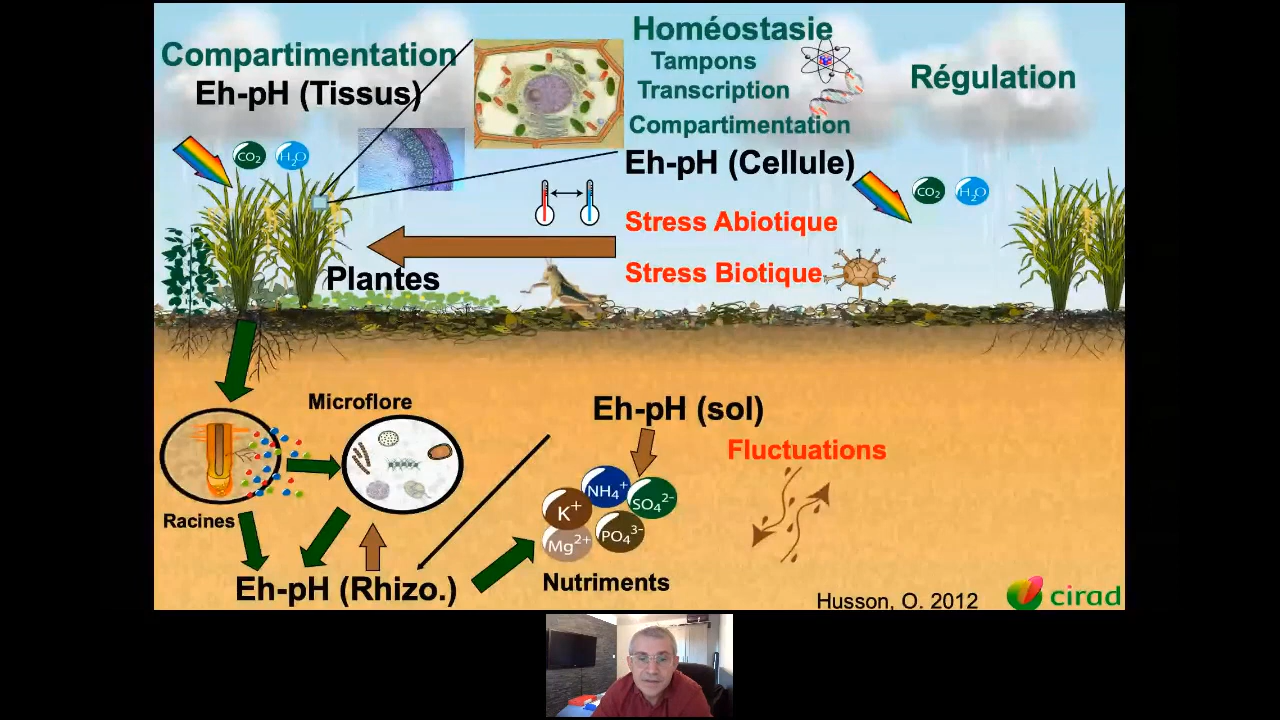 Compartimentation
Eh-pH (Tissus)
Homéostasie
Tampons
Transcription
Compartimentation
Eh-pH (Cellule)
Régulation
CO2
H2O
CO2
H2O
Stress Abiotique
Stress Biotique
Plantes
Microflore
Eh-pH (sol)
Fluctuations
NH4+
SO42-
K+
PO43-
Mg2+
Racines
Eh-pH (Rhizo.)
Nutriments
Husson, O. 2012
cirad